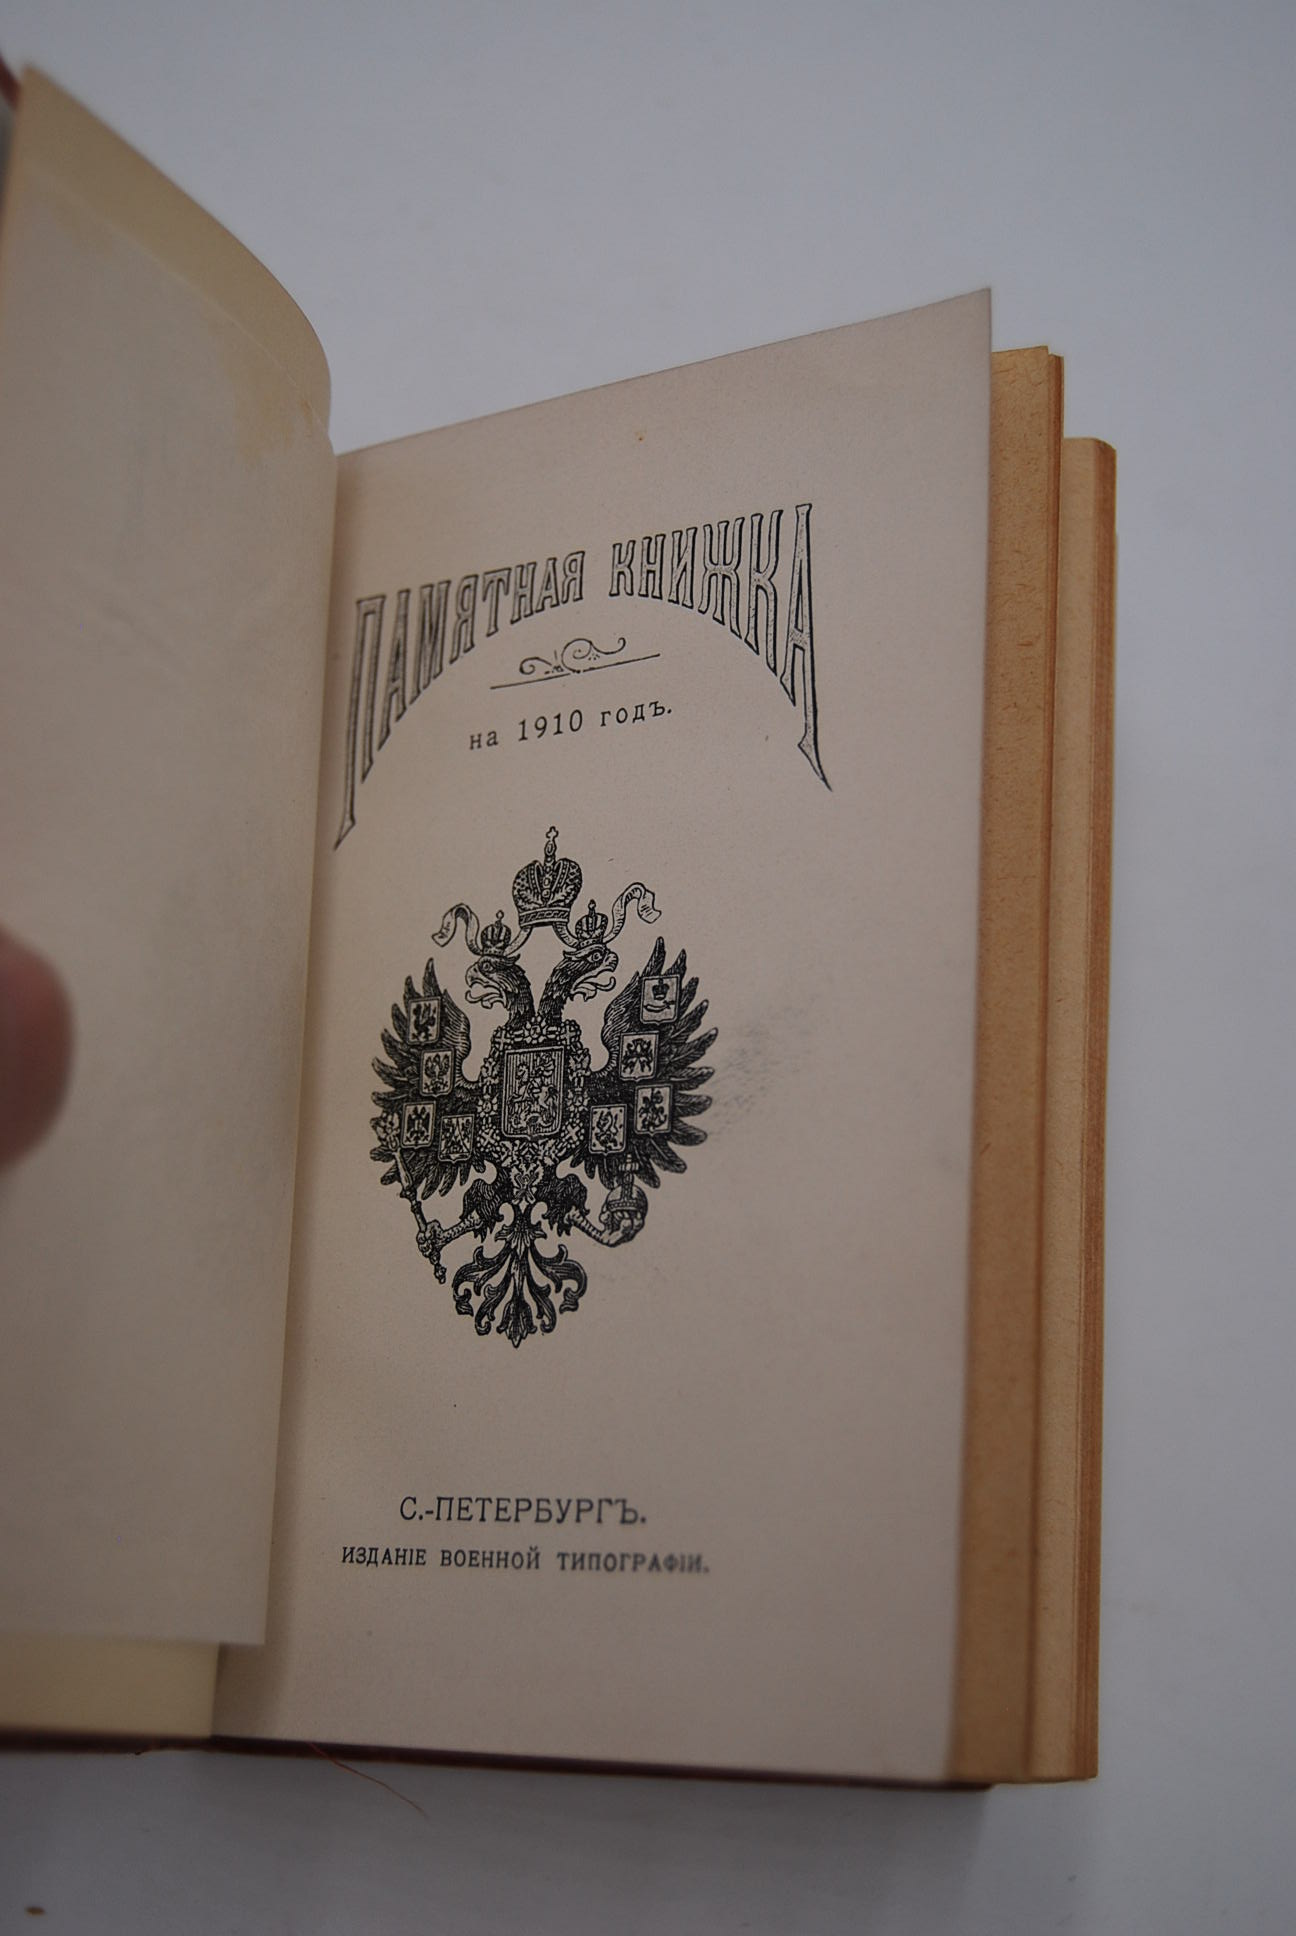 ПАМЯТНАЯ КНИЖКА
на 1910 годъ.
С.-ПЕТЕРБУРГЪ.
ИЗДАНІЕ ВОЕННОЙ ТИПОГРАФІИ.